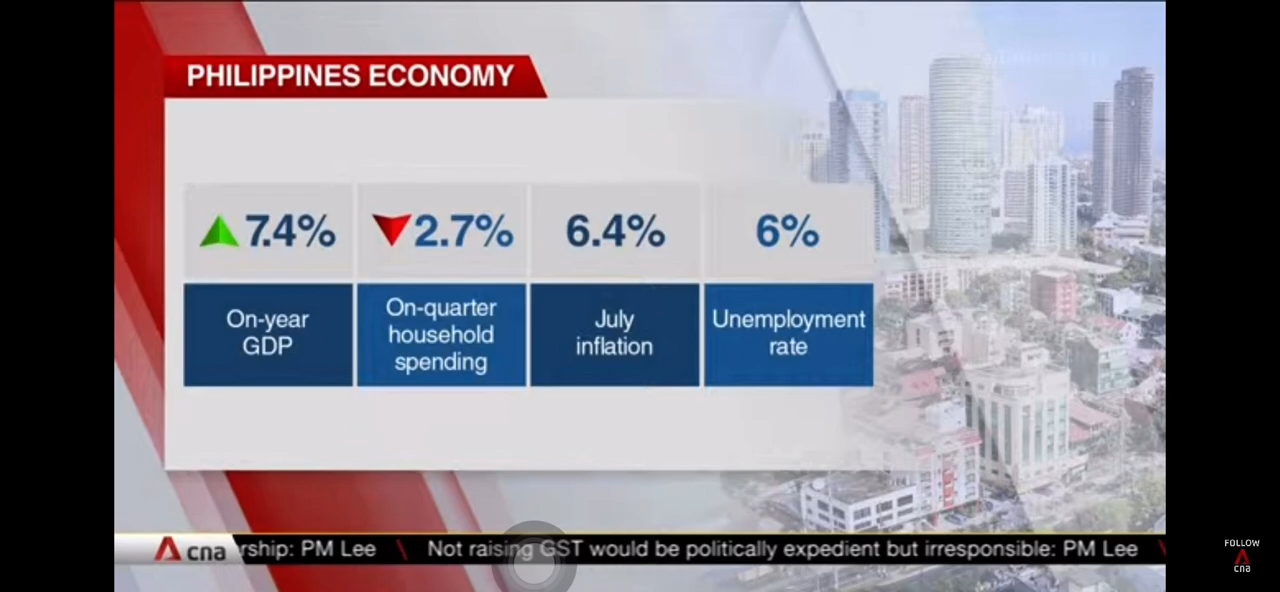 PHILIPPINES ECONOMY
7.4%
2.7%
6.4%
6%
On-year
GDP
On-quarter
household
spending
July
inflation
Unemployment
rate
cna
rship: PM Lee \ Not raising GST would be politically expedient but irresponsible: PM Lee \
FOLLOW
cna